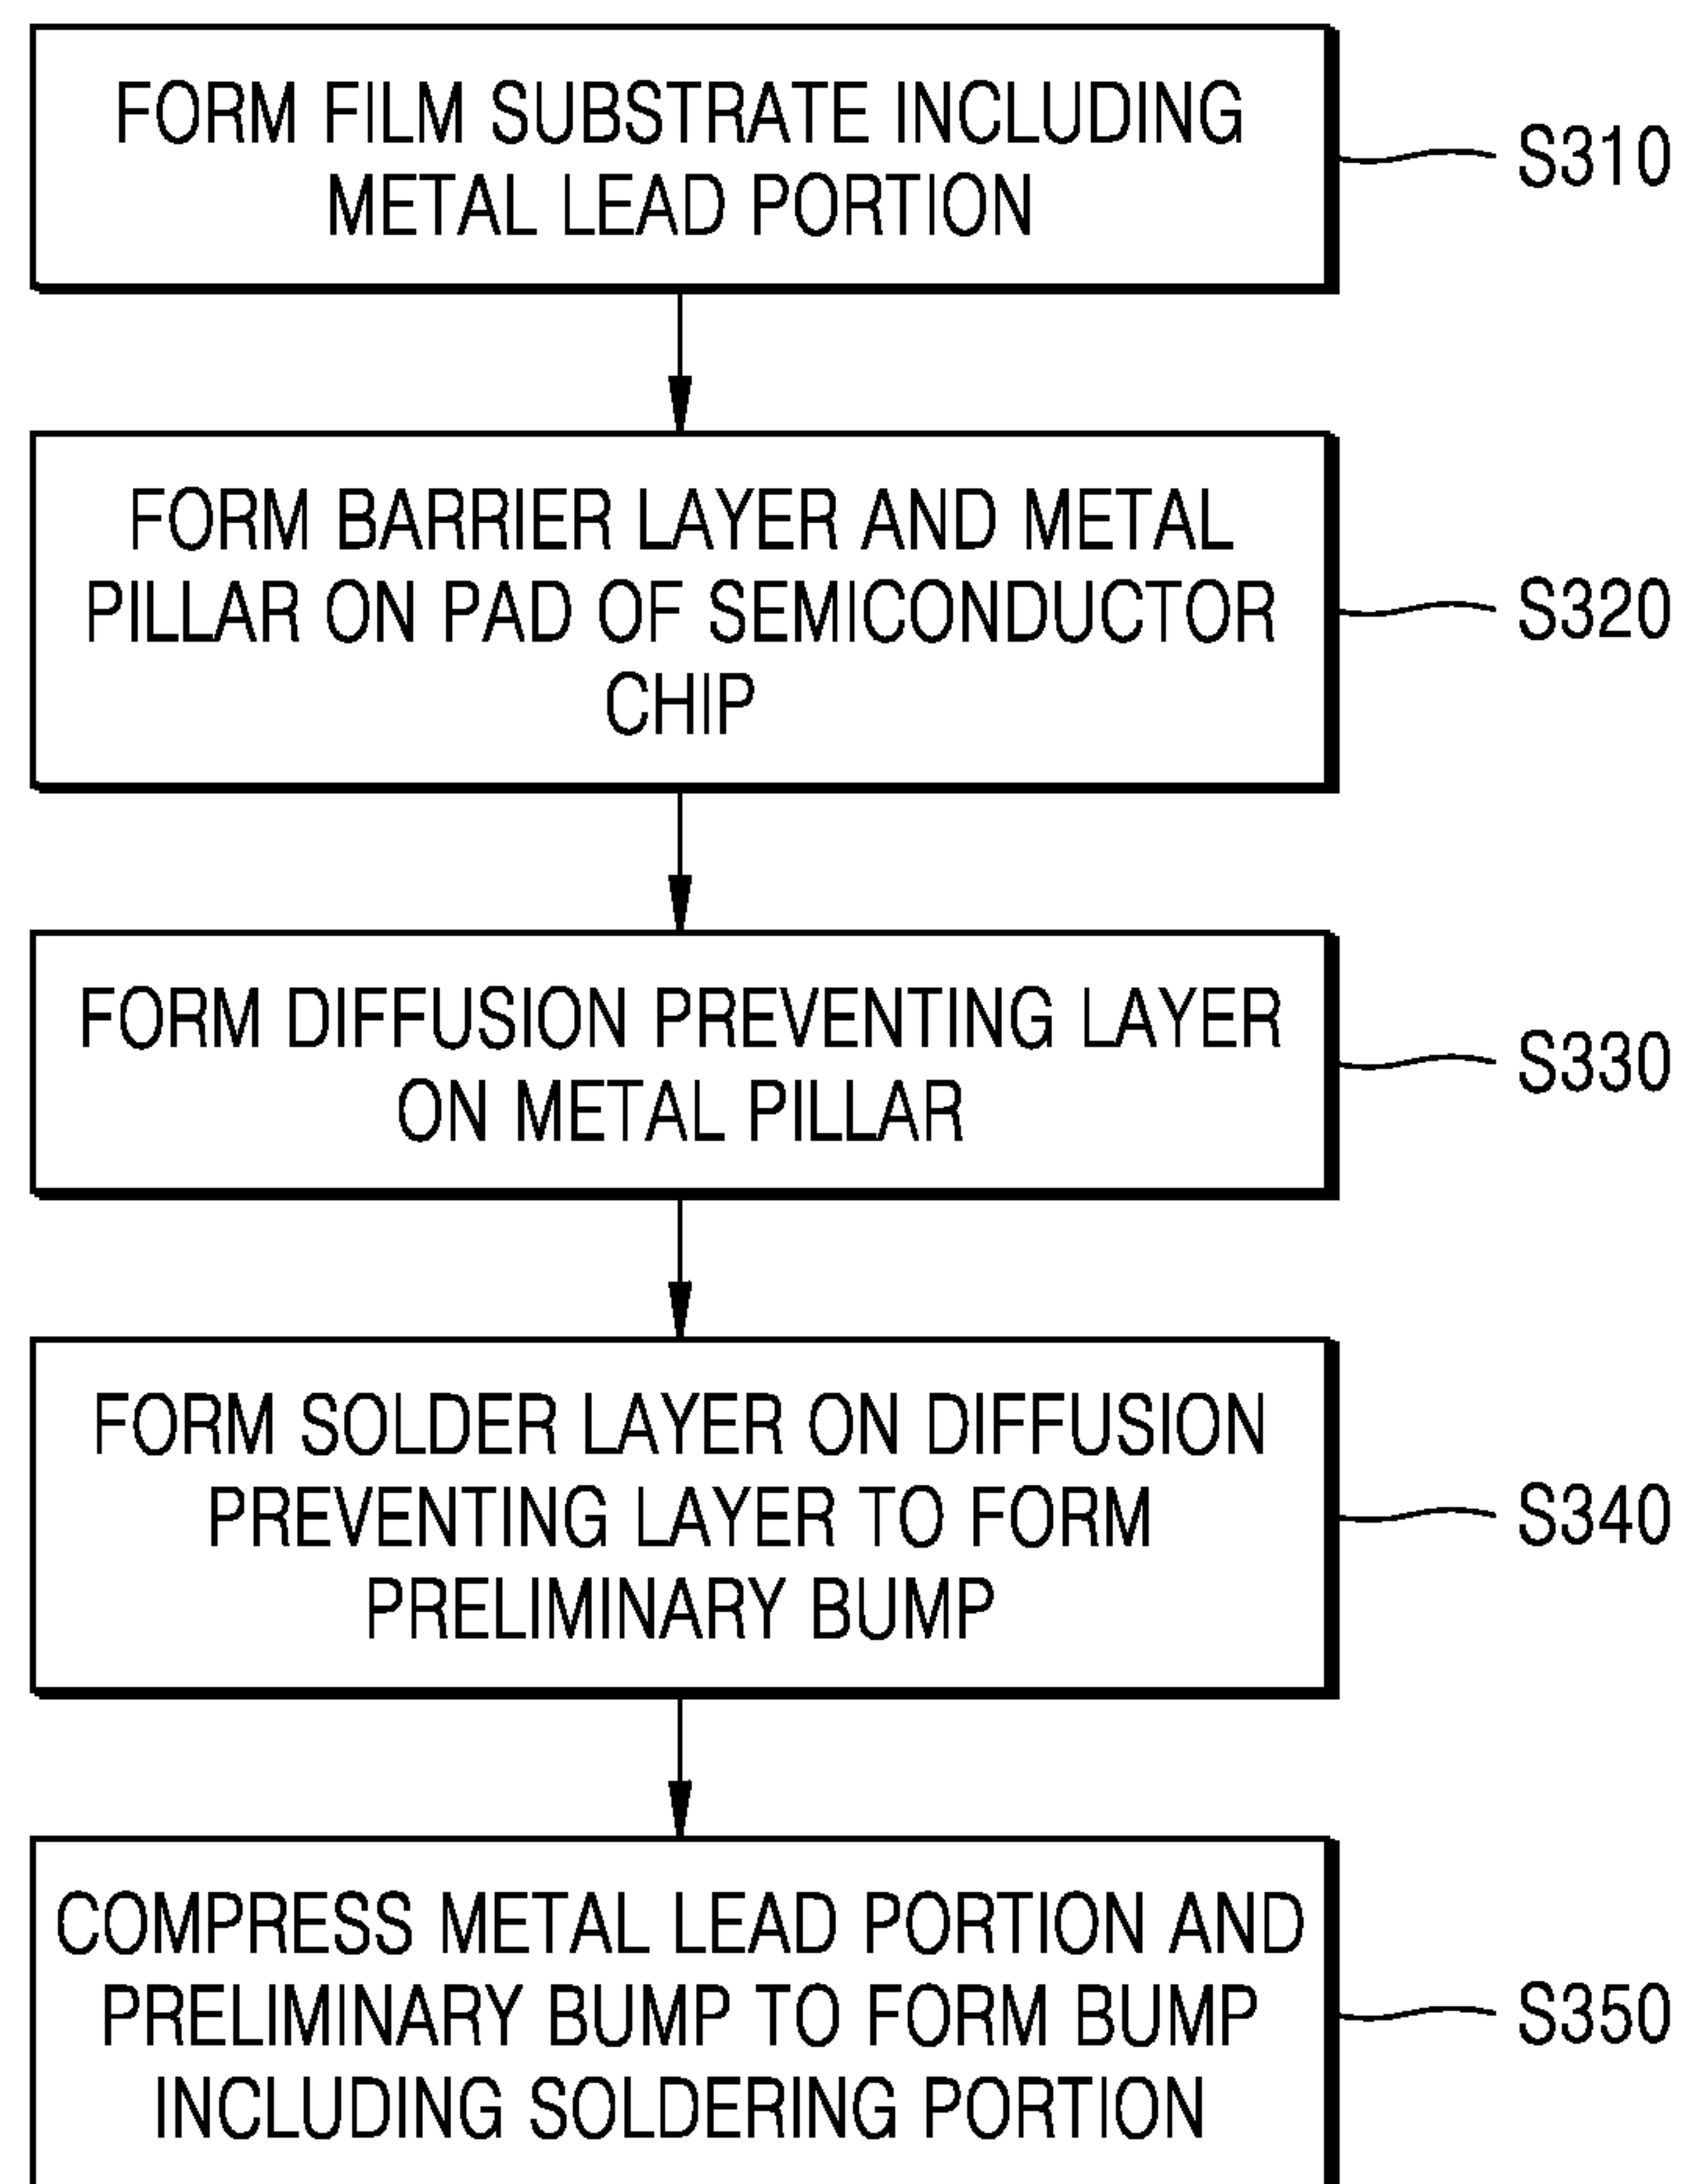 FORM FILM SUBSTRATE INCLUDING
METAL LEAD PORTION
S310
FORM BARRIER LAYER AND METAL
PILLAR ON PAD OF SEMICONDUCTOR
CHIP
S320
FORM DIFFUSION PREVENTING LAYER
ON METAL PILLAR
S330
FORM SOLDER LAYER ON DIFFUSION
PREVENTING LAYER TO FORM
PRELIMINARY BUMP
S340
COMPRESS METAL LEAD PORTION AND
PRELIMINARY BUMP TO FORM BUMP
INCLUDING SOLDERING PORTION
S350